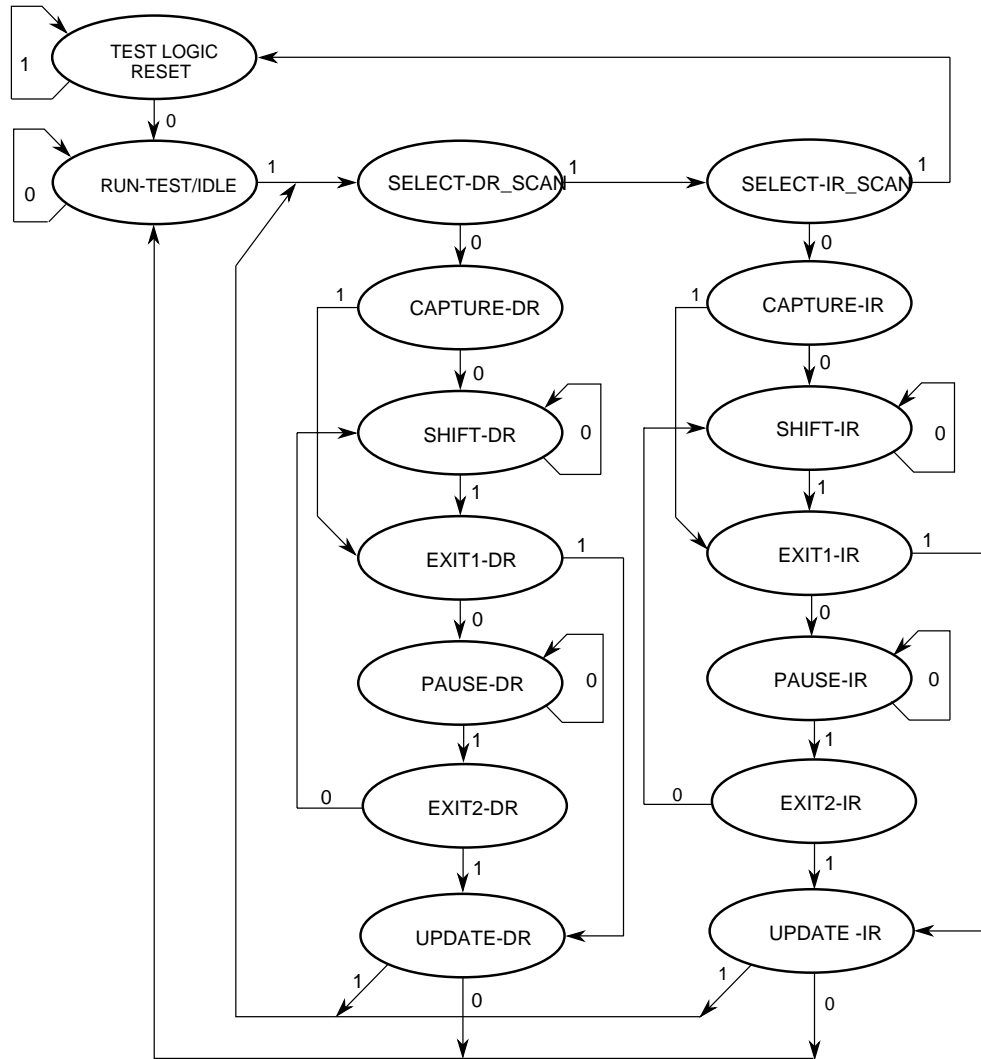 TEST LOGIC
RESET
1
0
RUN-TEST/IDLE
0
1
SELECT-DR_SCAN
1
SELECT-IR_SCAN
1
0
0
CAPTURE-DR
1
CAPTURE-IR
1
0
0
SHIFT-DR
0
SHIFT-IR
0
1
1
EXIT1-DR
1
EXIT1-IR
1
0
0
PAUSE-DR
0
PAUSE-IR
0
1
1
0
EXIT2-DR
0
EXIT2-IR
1
1
UPDATE-DR
UPDATE -IR
1
0
1
0